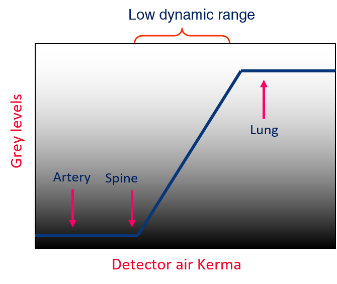 Low dynamic range
Grey levels
Artery
Spine
Lung
Detector air Kerma